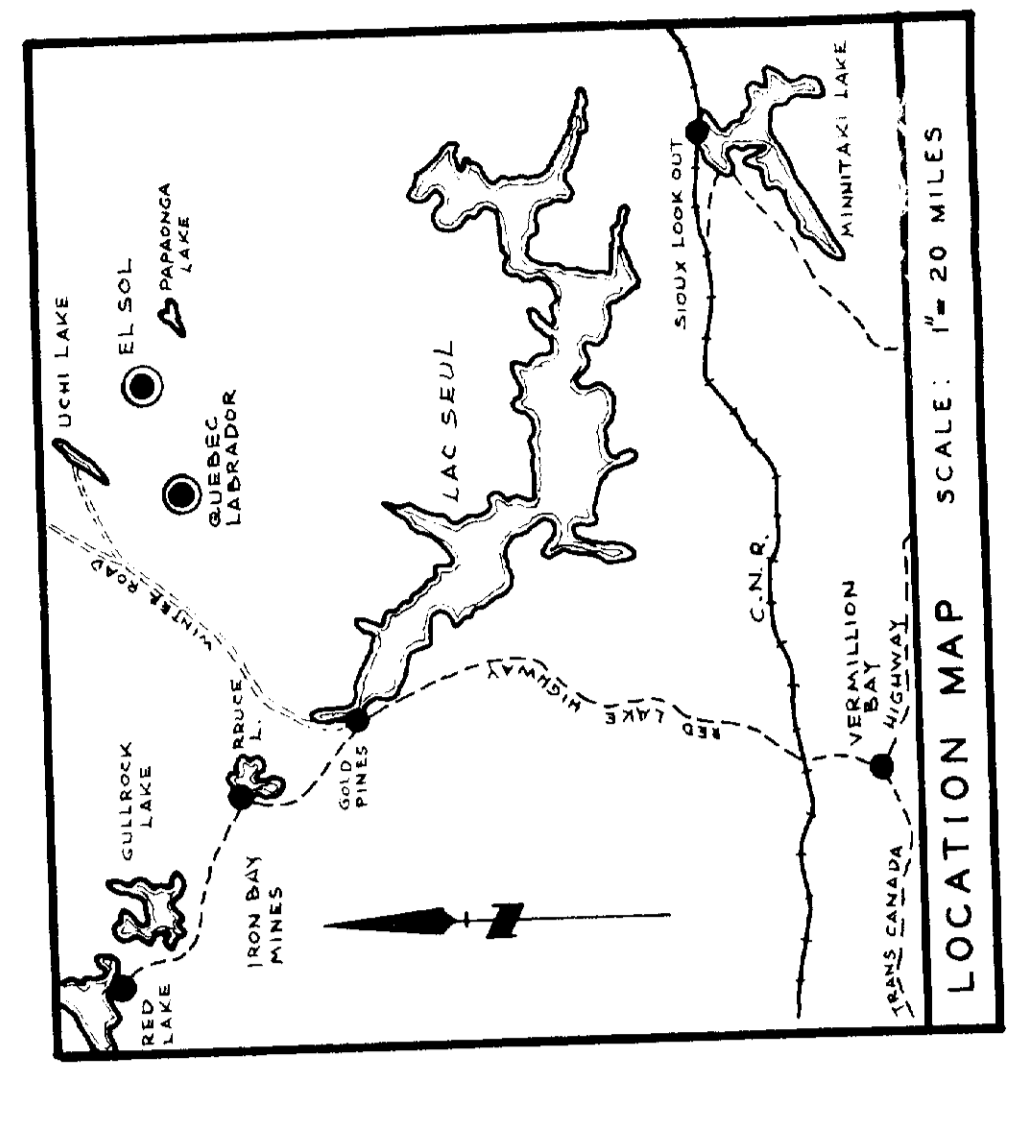 UCHI LAKE
EL SOL
PAPAONGA
LAKE
QUEBEC
LABRADOR
WINTER ROAD
GULLROCK
LAKE
RED
LAKE
BRUCE
L.
IRON BAY
MINES
GOLD
PINES
LAC SEUL
SIOUX LOOK OUT
MINNITAKI LAKE
RED LAKE HIGHWAY
C.N.R.
VERMILLION
BAY
TRANS CANADA HIGHWAY
N
LOCATION MAP SCALE: 1"= 20 MILES